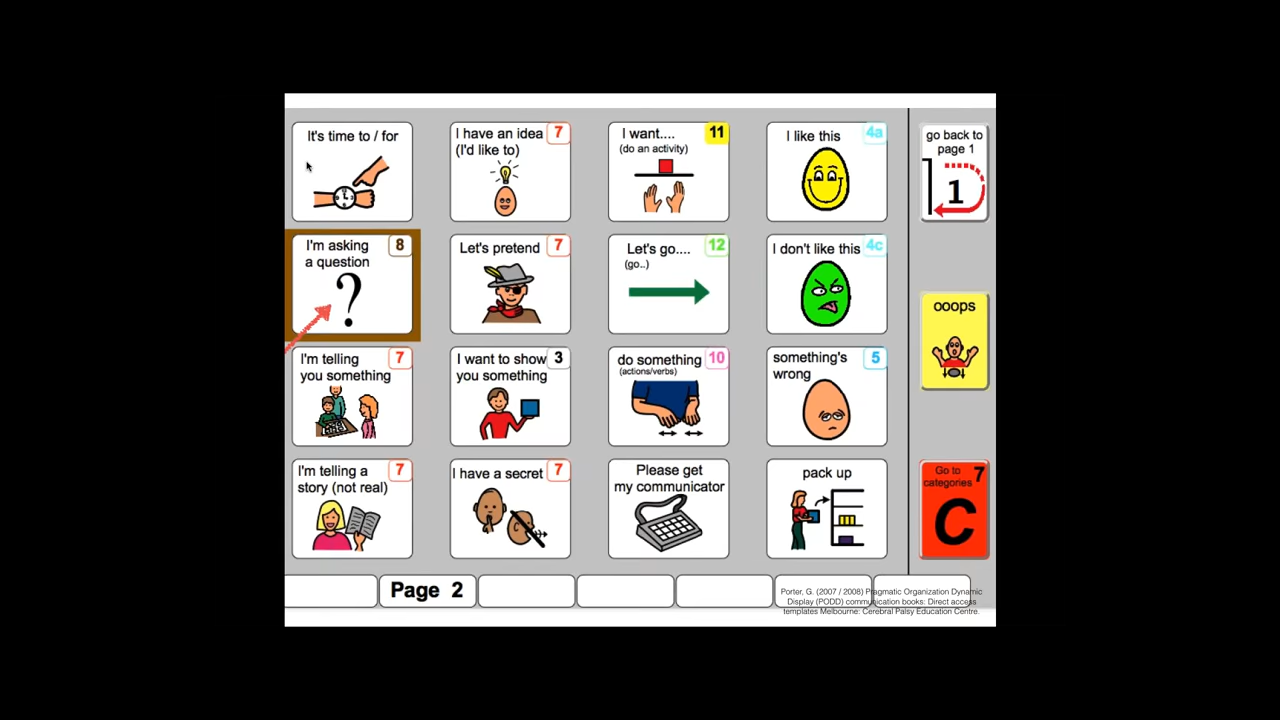 It's time to / for
I have an idea
(I'd like to)
7
I want....
(do an activity)
11
I like this
4a
go back to
page 1
1
I'm asking
a question
8
?
Let's pretend
7
Let's go....
(go..)
12
I don't like this
4c
ooops
I'm telling
you something
7
I want to show
you something
3
do something
(actions/verbs)
10
something's
wrong
5
I'm telling a
story (not real)
7
I have a secret
7
Please get
my communicator
pack up
Go to
categories
7
C
Page 2
Porter, G. (2007 / 2008) Pragmatic Organization Dynamic
Display (PODD) communication books: Direct access
templates Melbourne: Cerebral Palsy Education Centre.